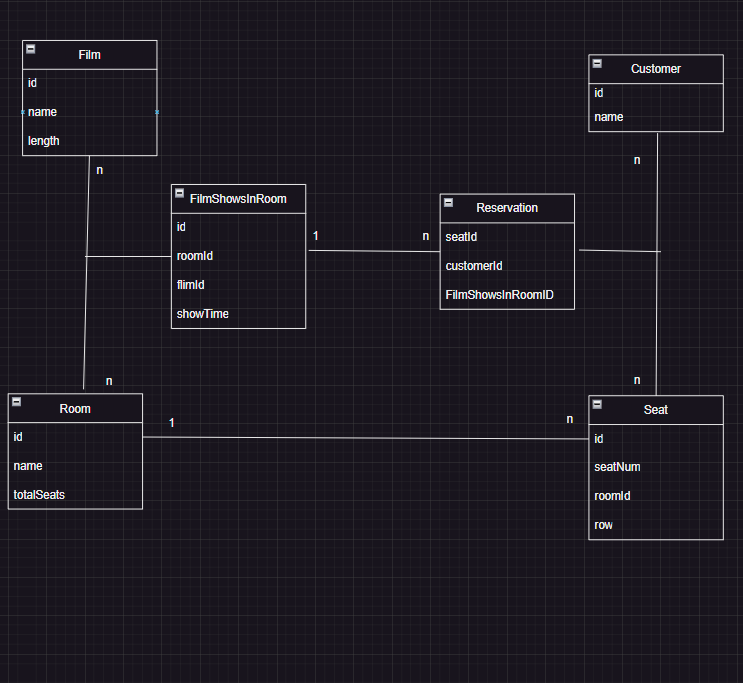 Film
id
name
length
n
Customer
id
name
n
FilmShowsInRoom
id
roomId
flimId
showTime
1
n
Reservation
seatId
customerId
FilmShowsInRoomID
n
n
Room
id
name
totalSeats
1
n
Seat
id
seatNum
roomId
row